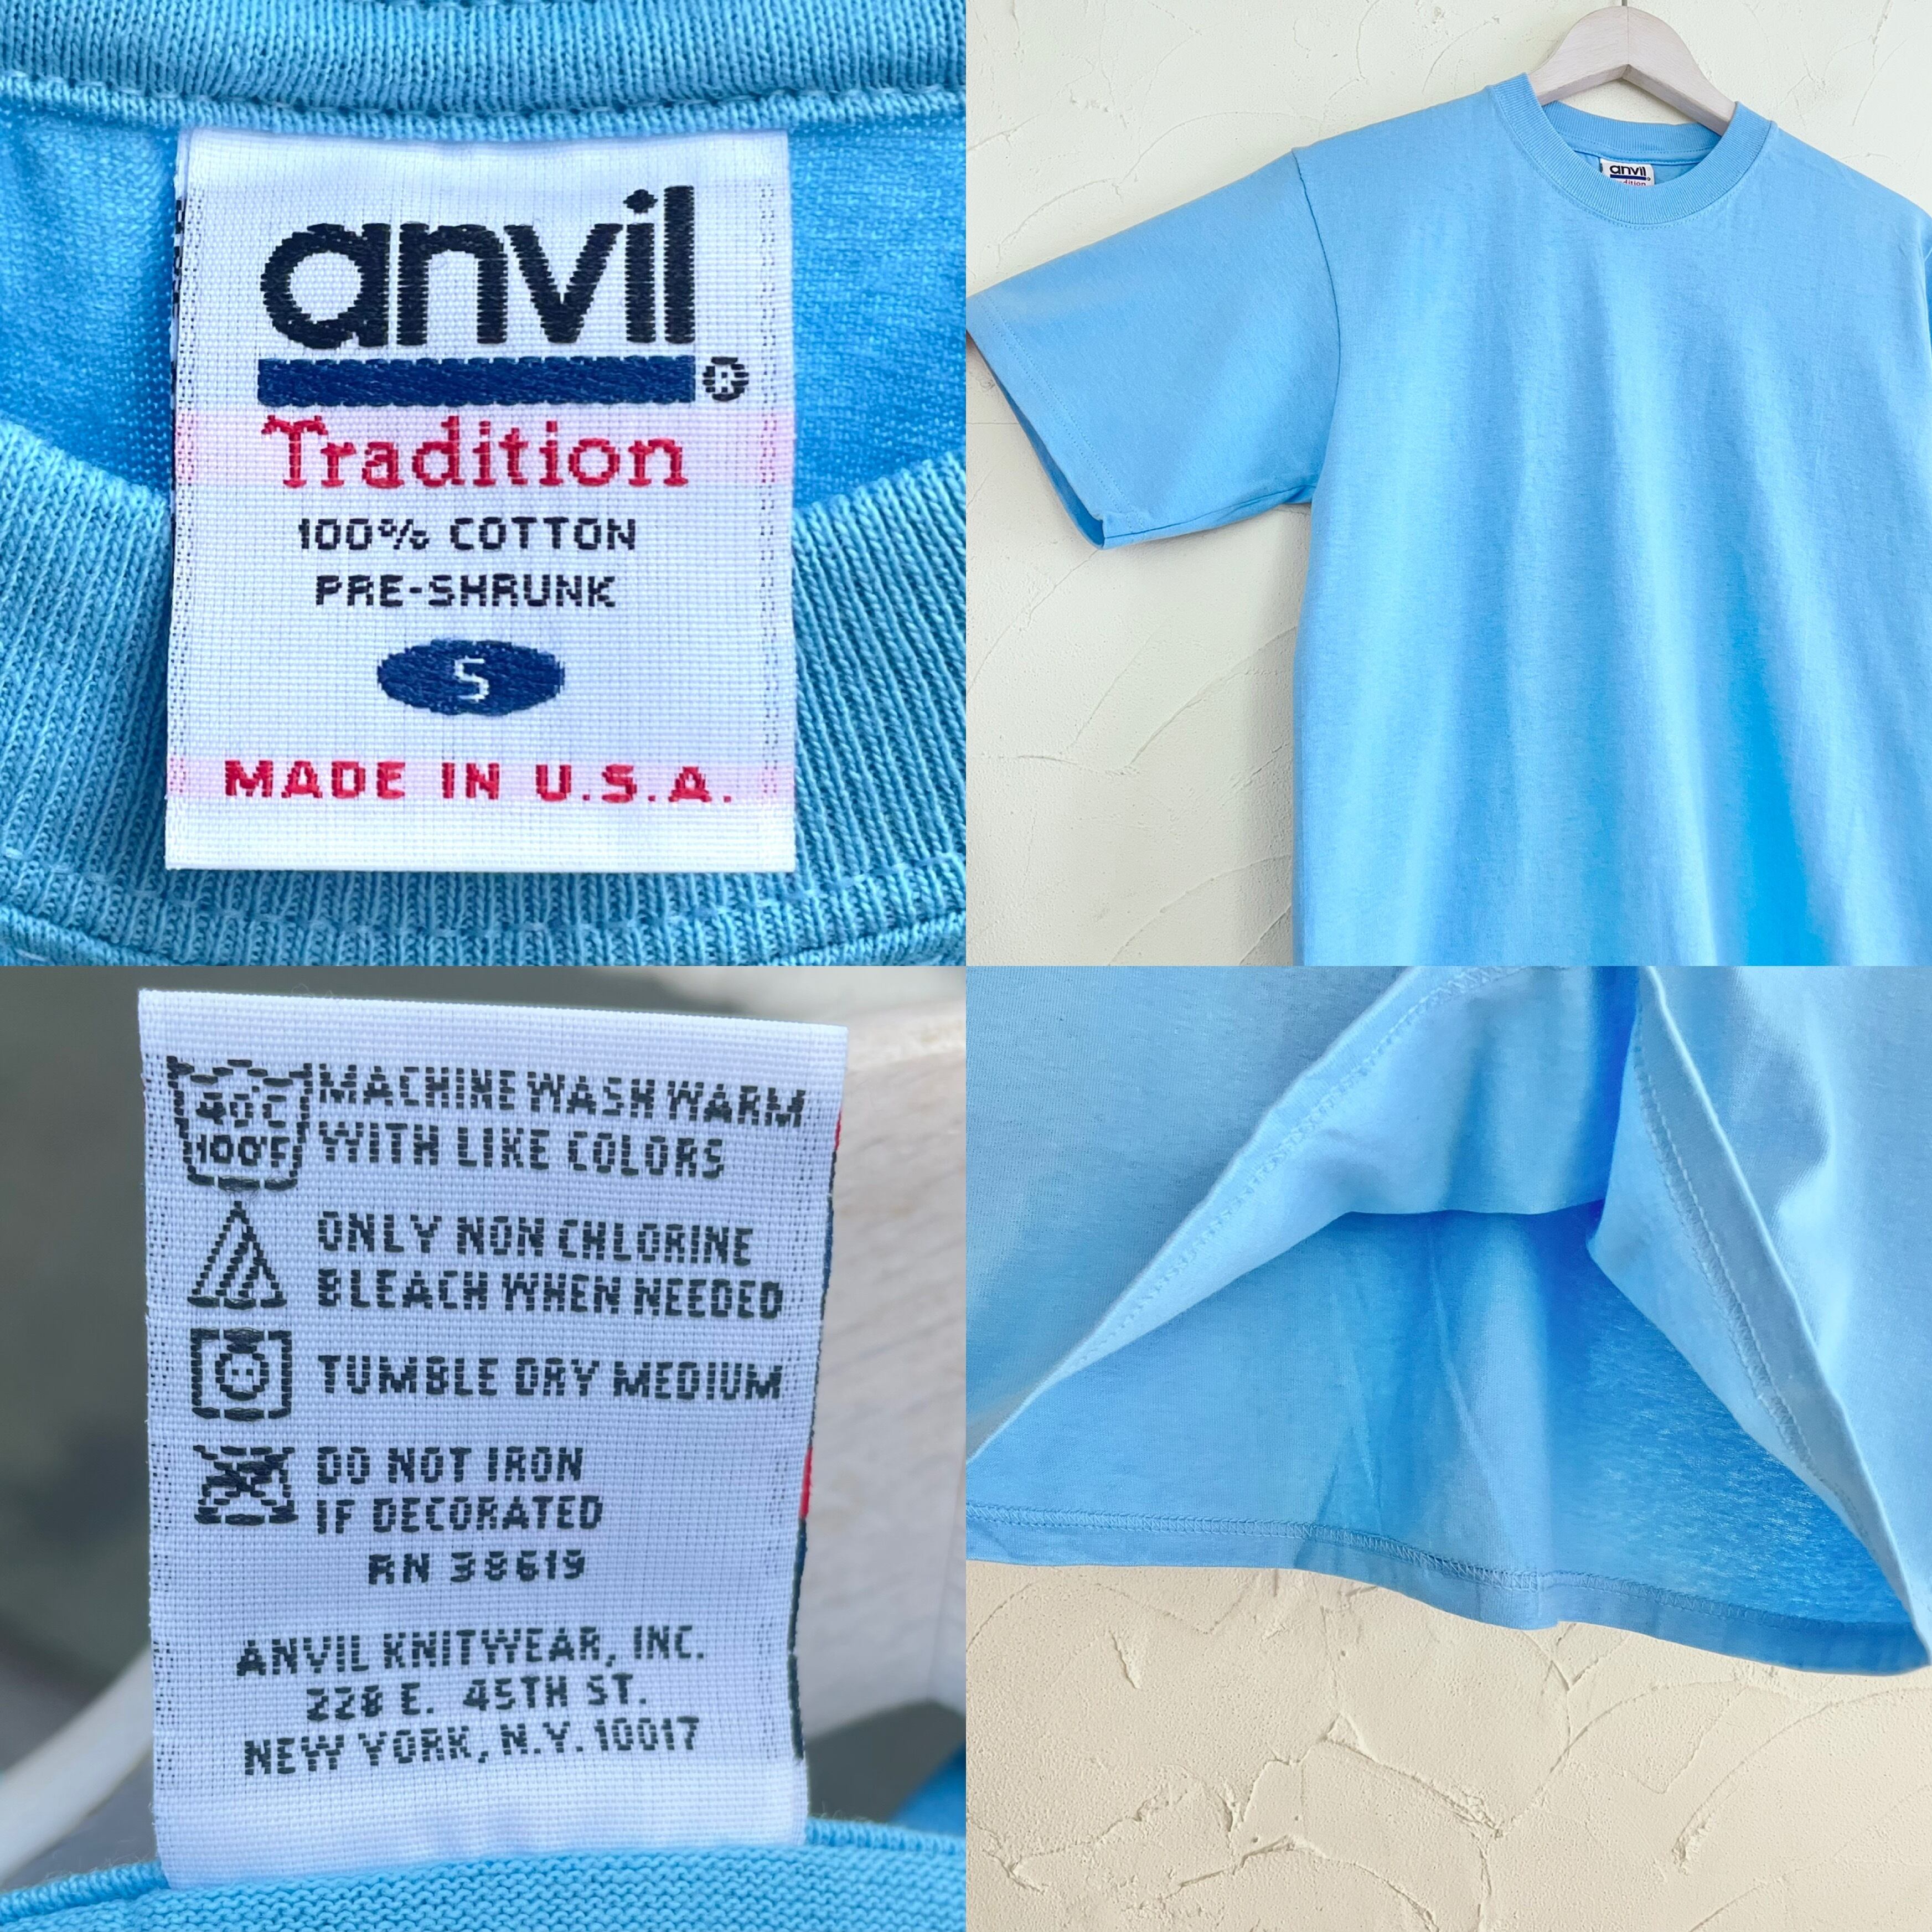 anvil
®
Tradition
100% COTTON
PRE-SHRUNK
S
MADE IN U.S.A.
anvil
®
40°C
100°F
MACHINE WASH WARM
WITH LIKE COLORS
ONLY NON CHLORINE
BLEACH WHEN NEEDED
TUMBLE DRY MEDIUM
DO NOT IRON
IF DECORATED
RN 38619
ANVIL KNITWEAR, INC.
228 E. 45TH ST.
NEW YORK, N.Y. 10017